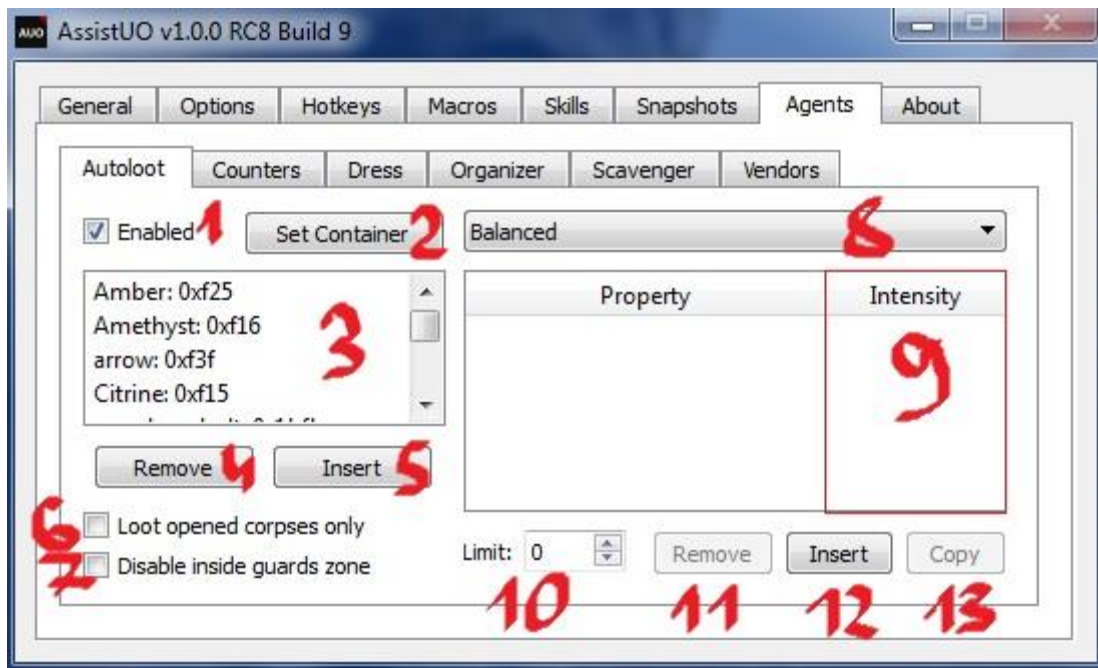 AUO AssistUO v1.0.0 RC8 Build 9
General Options Hotkeys Macros Skills Snapshots Agents About
Autoloot Counters Dress Organizer Scavenger Vendors
Enabled 1 Set Container 2 Balanced 8
Amber: 0xf25
Amethyst: 0xf16
arrow: 0xf3f
Citrine: 0xf15
3
Property Intensity
9
Remove 4 Insert 5
6 Loot opened corpses only
7 Disable inside guards zone
Limit: 0 Remove Insert Copy
10 11 12 13